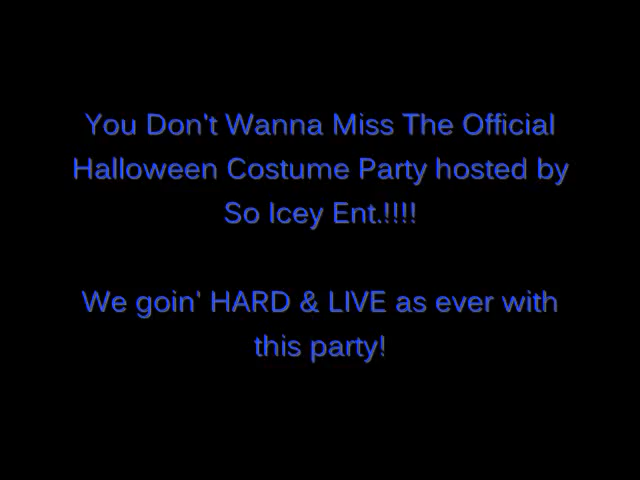 You Don't Wanna Miss The Official
Halloween Costume Party hosted by
So Icey Ent.!!!!
We goin' HARD & LIVE as ever with
this party!